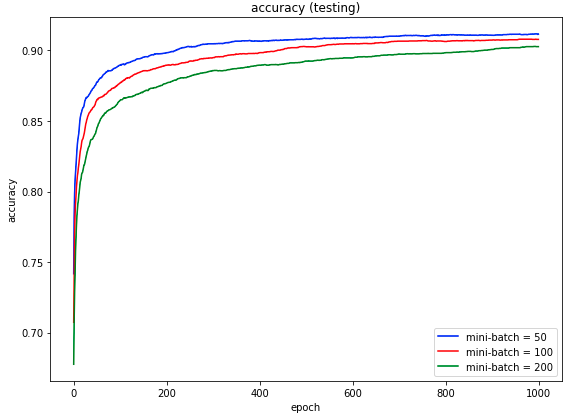 accuracy (testing)
accuracy
0.90
0.85
0.80
0.75
0.70
0
200
400
600
800
1000
epoch
mini-batch = 50
mini-batch = 100
mini-batch = 200